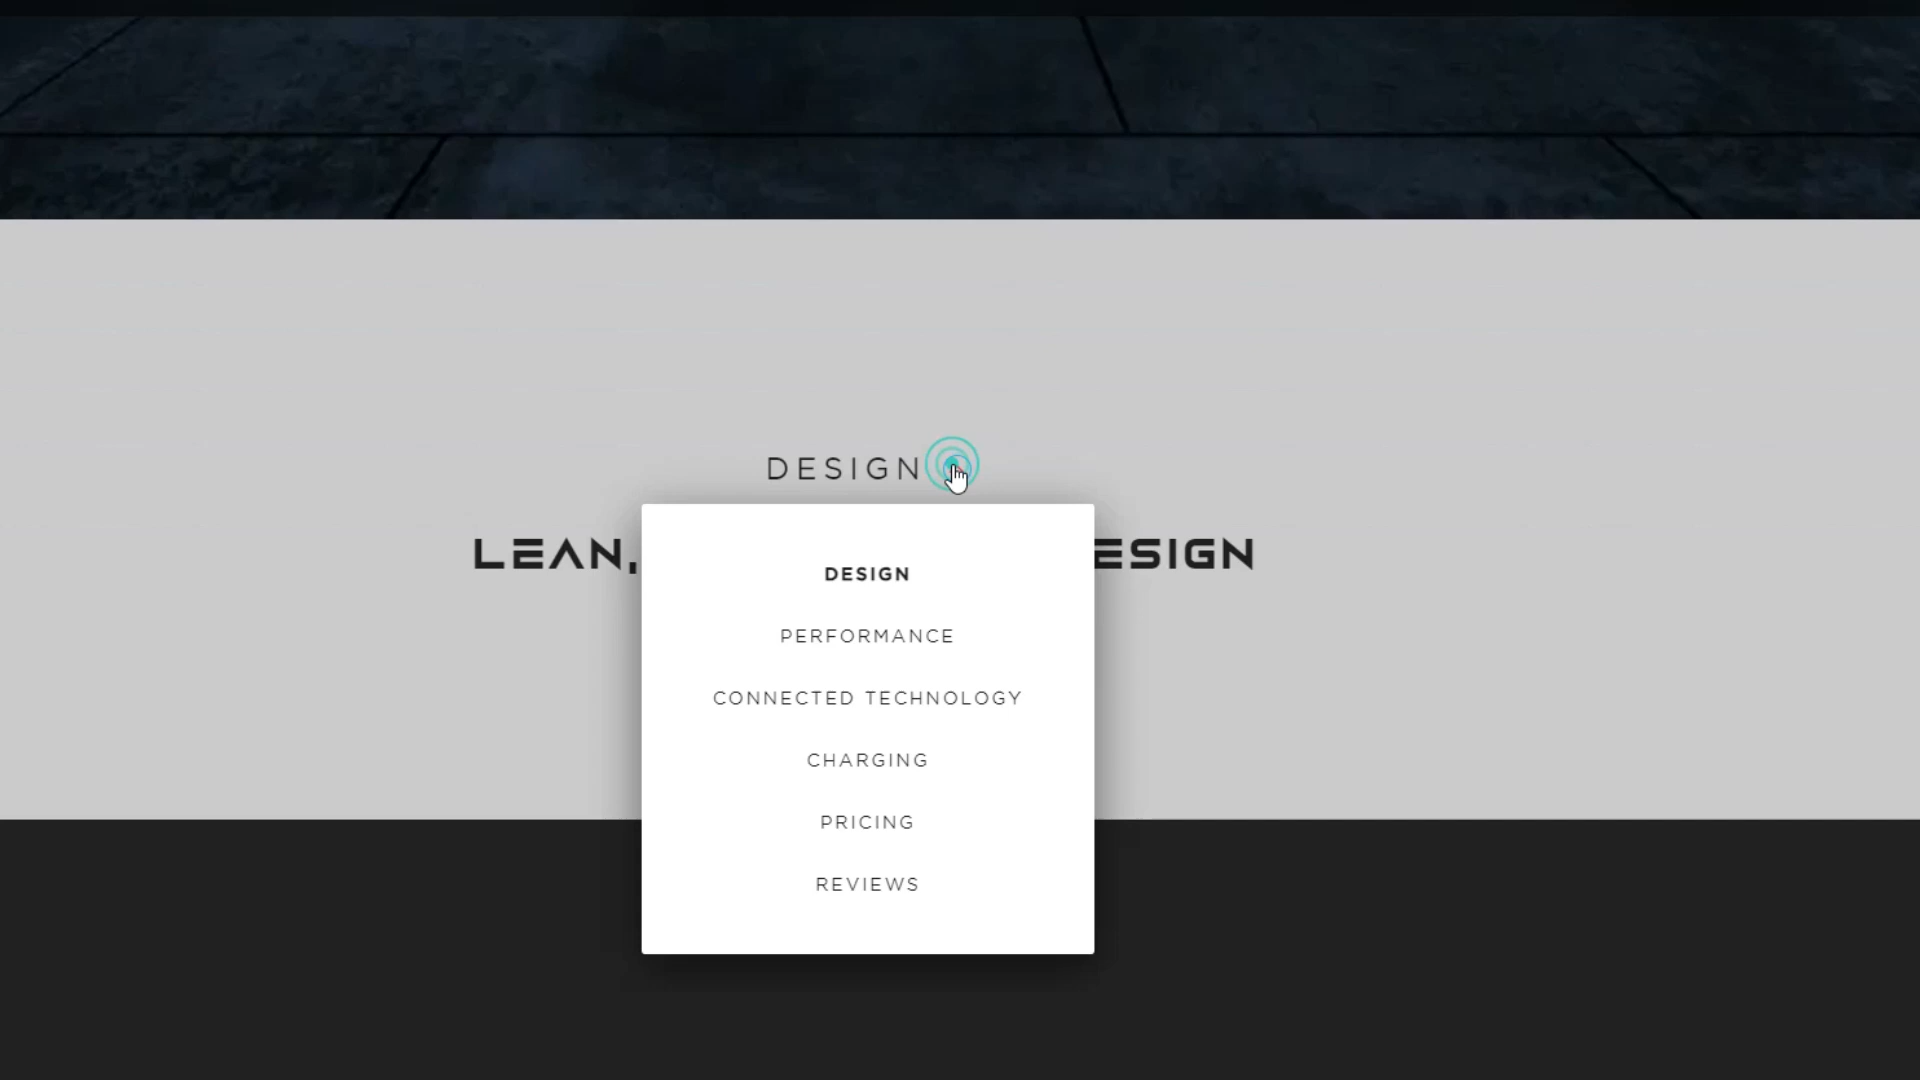 DESIGN
LEAN, ESIGN
DESIGN
PERFORMANCE
CONNECTED TECHNOLOGY
CHARGING
PRICING
REVIEWS